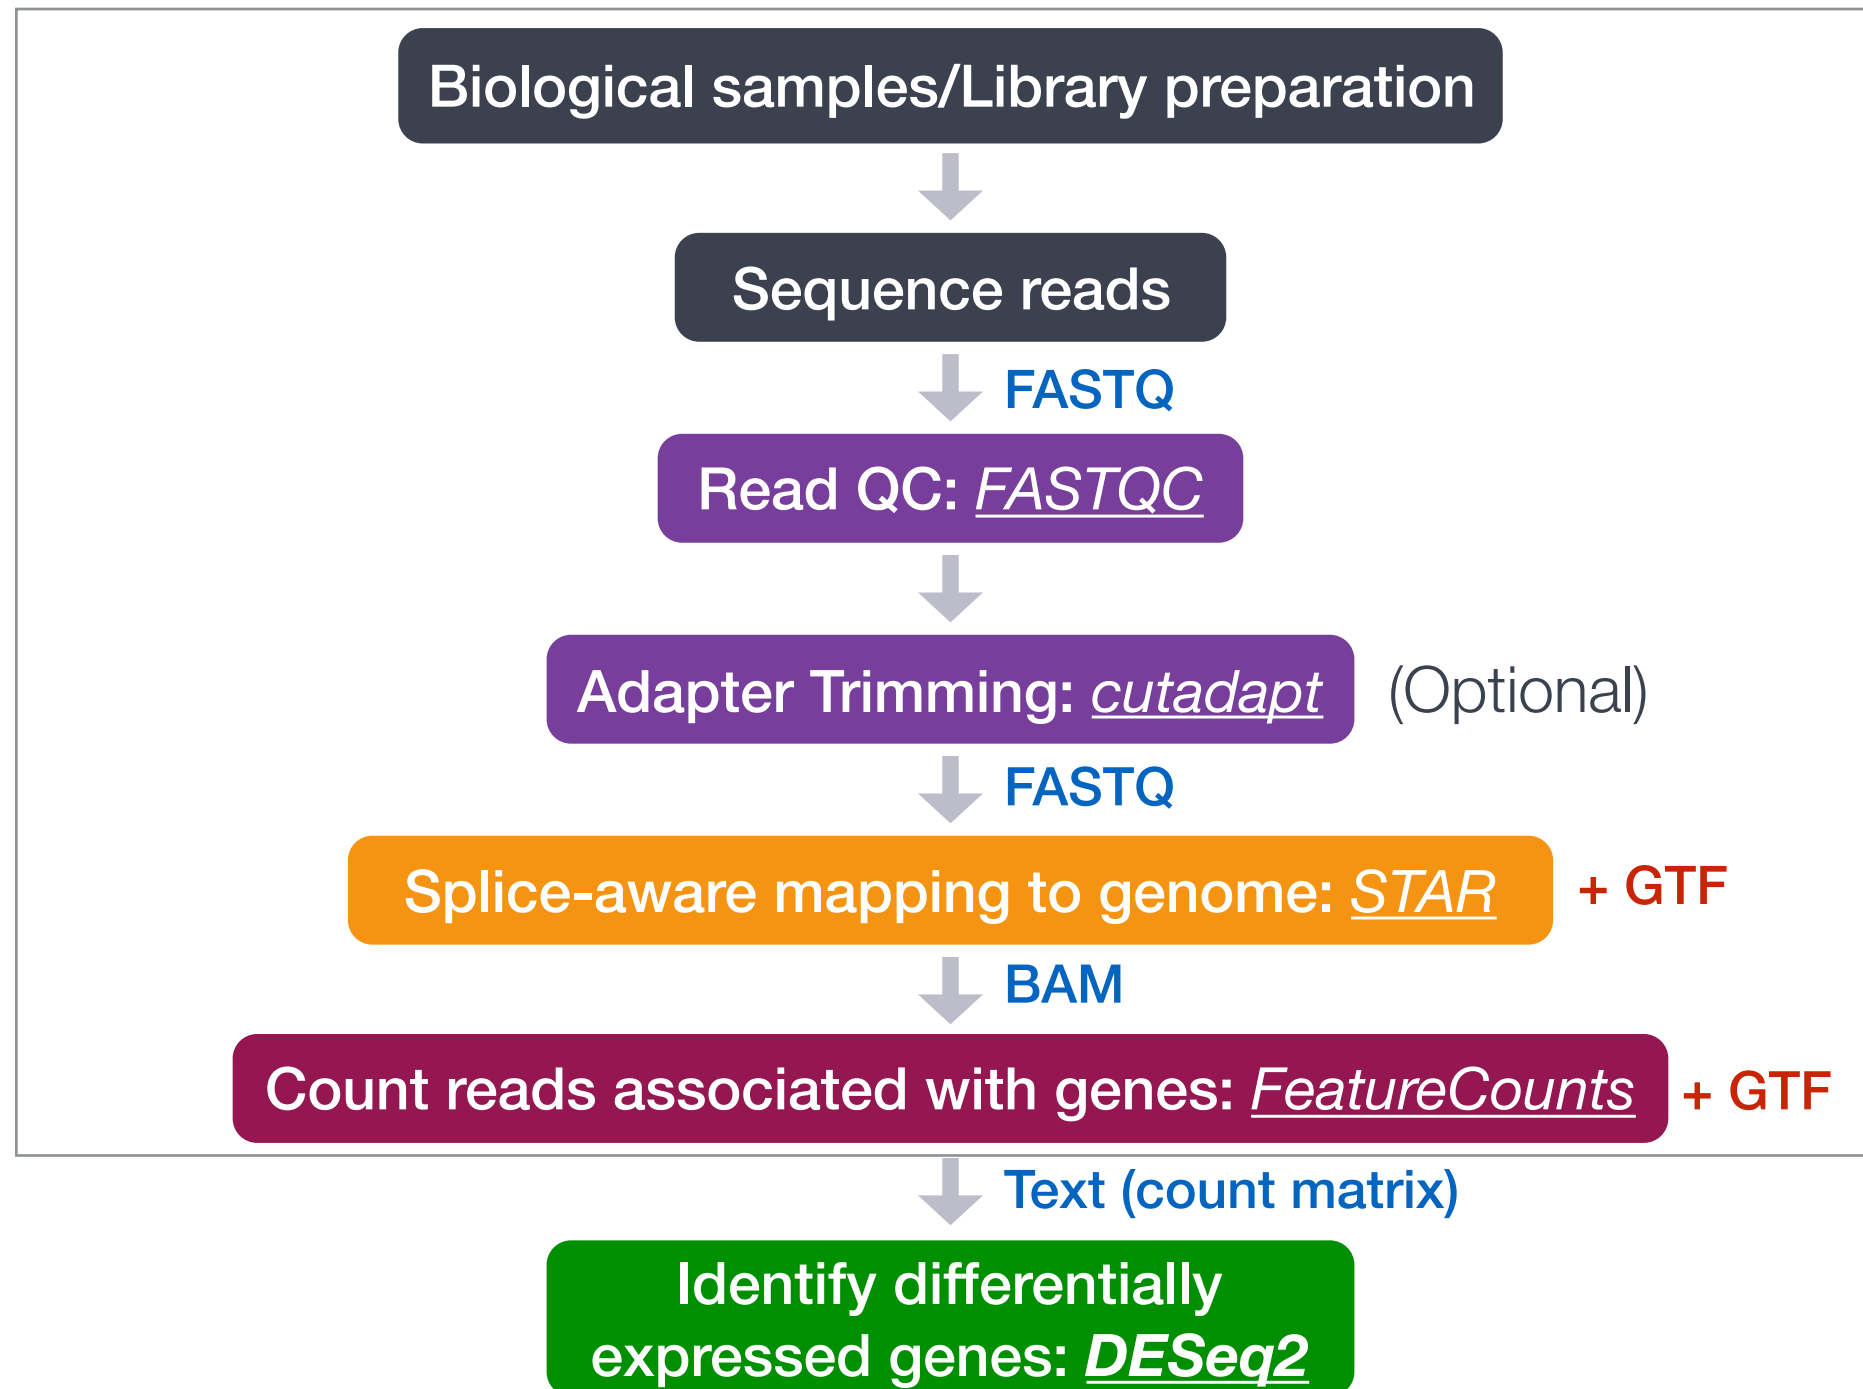 Biological samples/Library preparation
Sequence reads
FASTQ
Read QC: FASTQC
Adapter Trimming: cutadapt (Optional)
FASTQ
Splice-aware mapping to genome: STAR + GTF
BAM
Count reads associated with genes: FeatureCounts + GTF
Text (count matrix)
Identify differentially
expressed genes: DESeq2